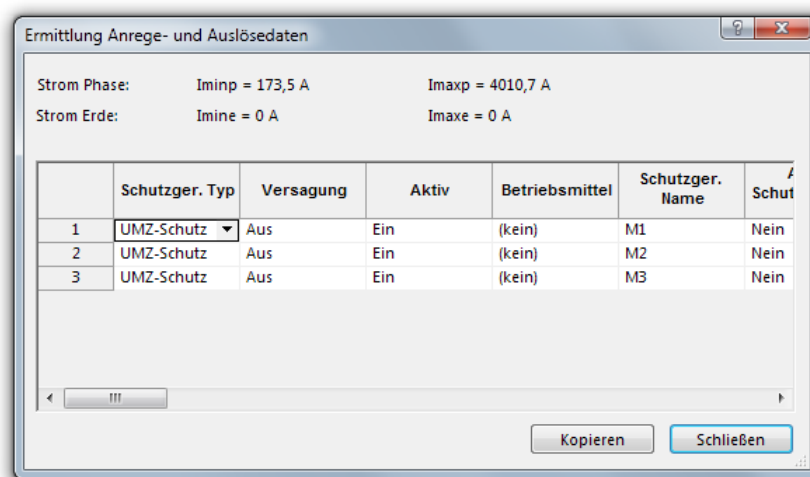 Ermittlung Anrege- und Auslösedaten
Strom Phase: Iminp = 173,5 A Imaxp = 4010,7 A
Strom Erde: Imine = 0 A Imaxe = 0 A
Schutzger. Typ Versagung Aktiv Betriebsmittel Schutzger. Name
1 UMZ-Schutz Aus Ein (kein) M1 Nein
2 UMZ-Schutz Aus Ein (kein) M2 Nein
3 UMZ-Schutz Aus Ein (kein) M3 Nein
Kopieren Schließen